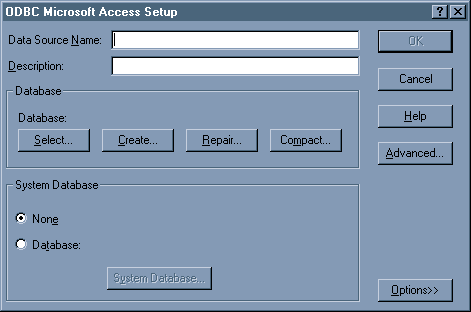 ODBC Microsoft Access Setup
Data Source Name:
OK
Description:
Cancel
Database
Database:
Help
Select...
Create...
Repair...
Compact...
Advanced...
System Database
None
Database:
System Database...
Options>>